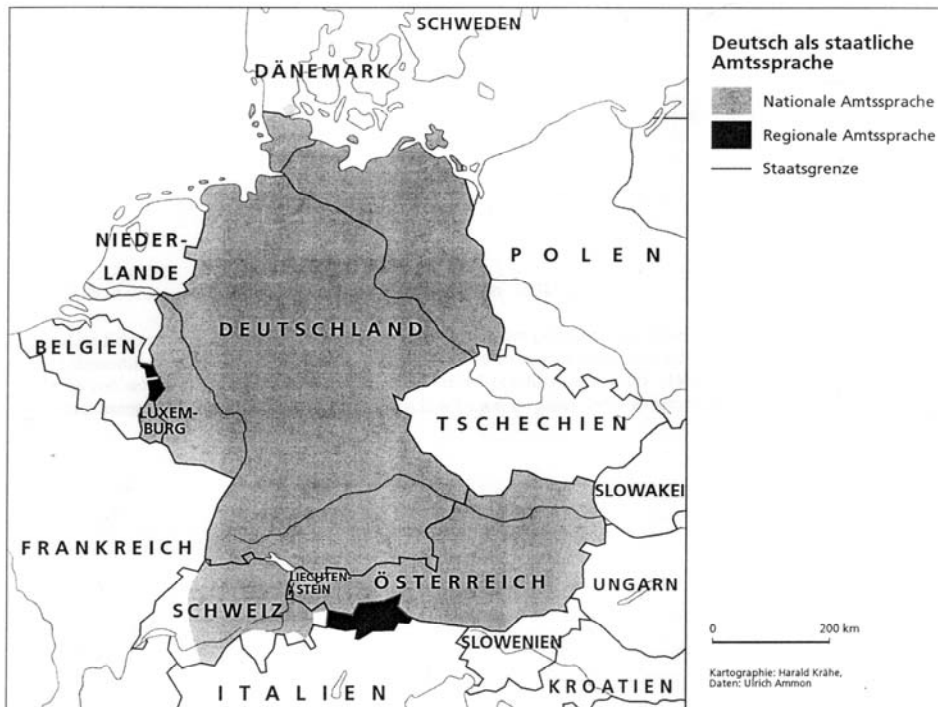 SCHWEDEN
DÄNEMARK
NIEDER-
LANDE
POLEN
DEUTSCHLAND
BELGIEN
LUXEM-
BURG
TSCHECHIEN
SLOWAKEI
FRANKREICH
LIECHTEN-
STEIN
ÖSTERREICH
UNGARN
SCHWEIZ
SLOWENIEN
ITALIEN
KROATIEN
Deutsch als staatliche
Amtssprache
Nationale Amtssprache
Regionale Amtssprache
Staatsgrenze
0 200 km
Kartographie: Harald Krähe,
Daten: Ulrich Ammon